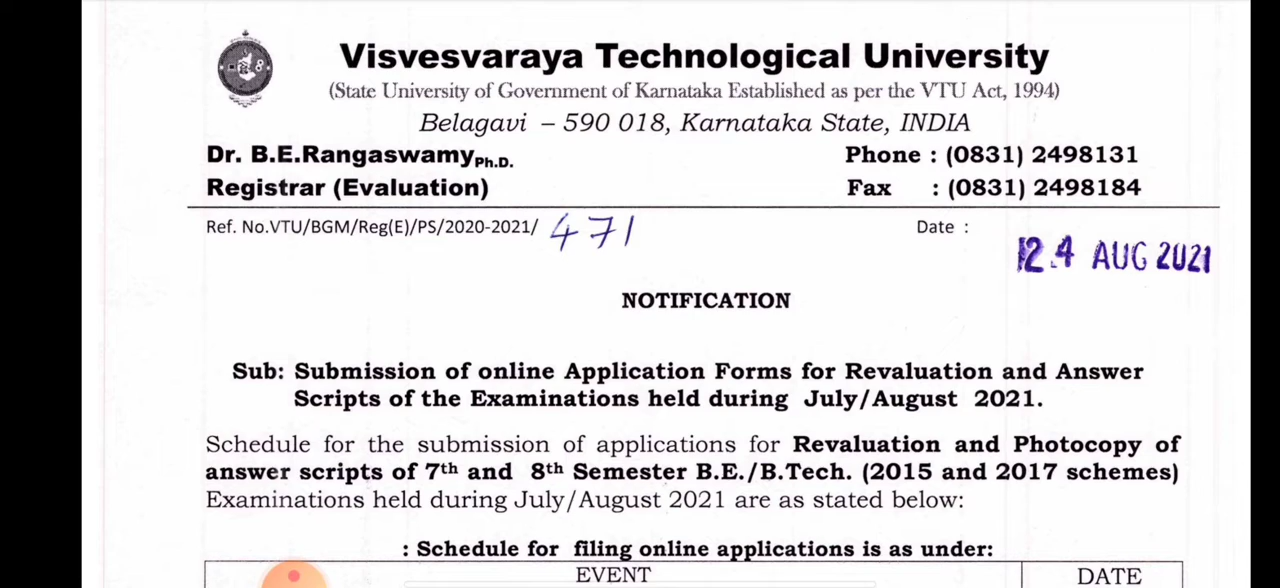 Visvesvaraya Technological University
(State University of Government of Karnataka Established as per the VTU Act, 1994)
Belagavi – 590 018, Karnataka State, INDIA
Dr. B.E.Rangaswamy Ph.D. Phone : (0831) 2498131
Registrar (Evaluation) Fax : (0831) 2498184
Ref. No.VTU/BGM/Reg(E)/PS/2020-2021/ 471 Date :
24 AUG 2021
NOTIFICATION
Sub: Submission of online Application Forms for Revaluation and Answer
Scripts of the Examinations held during July/August 2021.
Schedule for the submission of applications for Revaluation and Photocopy of
answer scripts of 7th and 8th Semester B.E./B.Tech. (2015 and 2017 schemes)
Examinations held during July/August 2021 are as stated below:
: Schedule for filing online applications is as under:
EVENT DATE